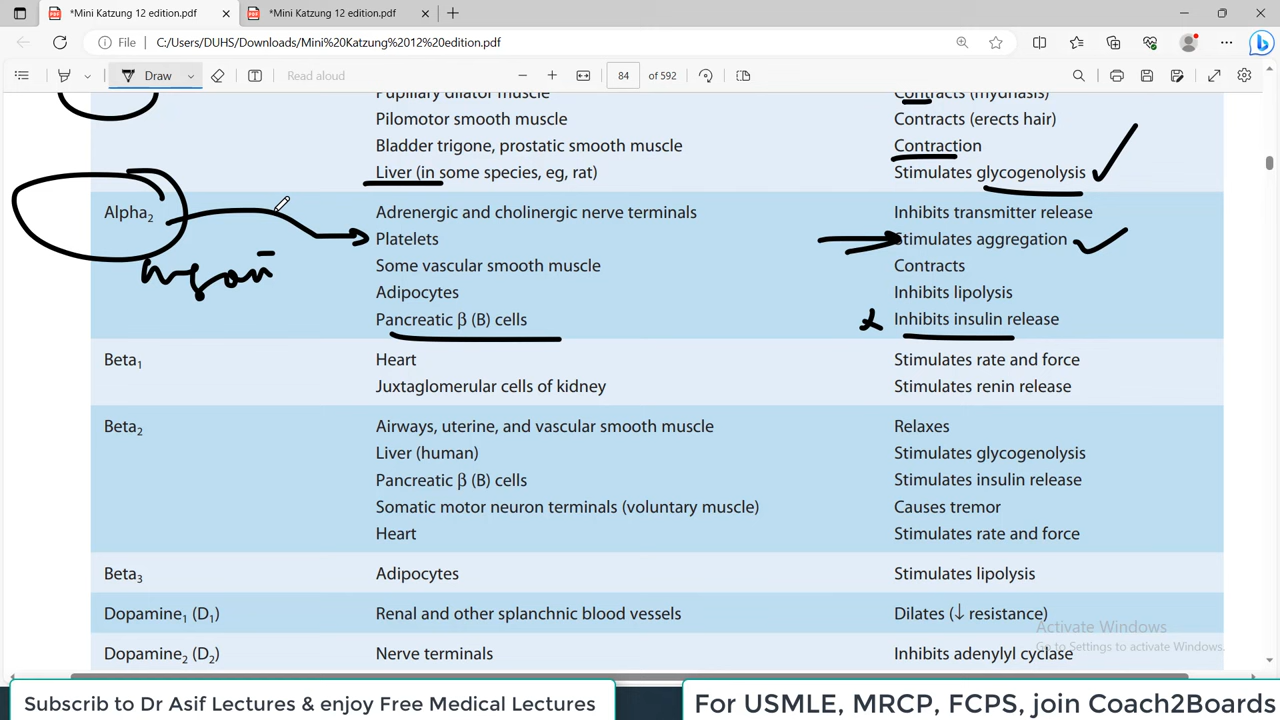 *Mini Katzung 12 edition.pdf
*Mini Katzung 12 edition.pdf
File
C:/Users/DUHS/Downloads/Mini%20Katzung%2012%20edition.pdf
Draw
Read aloud
84 of 592
Pupillary dilator muscle Contracts (mydriasis)
Pilomotor smooth muscle Contracts (erects hair)
Bladder trigone, prostatic smooth muscle Contraction
Liver (in some species, eg, rat) Stimulates glycogenolysis
Alpha2 Adrenergic and cholinergic nerve terminals Inhibits transmitter release
Platelets Stimulates aggregation
Some vascular smooth muscle Contracts
Adipocytes Inhibits lipolysis
Pancreatic β (B) cells Inhibits insulin release
Beta1 Heart Stimulates rate and force
Juxtaglomerular cells of kidney Stimulates renin release
Beta2 Airways, uterine, and vascular smooth muscle Relaxes
Liver (human) Stimulates glycogenolysis
Pancreatic β (B) cells Stimulates insulin release
Somatic motor neuron terminals (voluntary muscle) Causes tremor
Heart Stimulates rate and force
Beta3 Adipocytes Stimulates lipolysis
Dopamine1 (D1) Renal and other splanchnic blood vessels Dilates (↓ resistance)
Dopamine2 (D2) Nerve terminals Inhibits adenylyl cyclase
Activate Windows
Go to Settings to activate Windows.
Subscrib to Dr Asif Lectures & enjoy Free Medical Lectures
For USMLE, MRCP, FCPS, join Coach2Boards